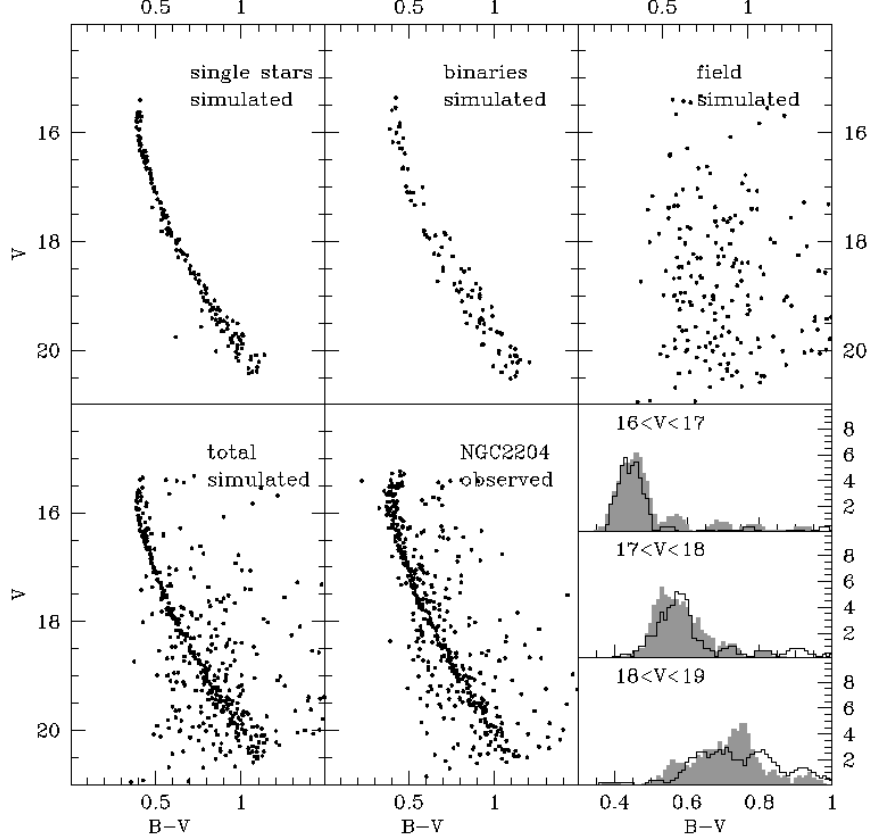 0.5 1 0.5 1 0.5 1
single stars simulated
binaries simulated
field simulated
16 16
18 18
V
20 20
total simulated
NGC2204 observed
16<V<17
8
6
4
2
16
17<V<18
8
6
4
2
V
18
18<V<19
8
6
4
2
20
0.5 1 0.5 1 0.4 0.6 0.8 1
B-V B-V B-V